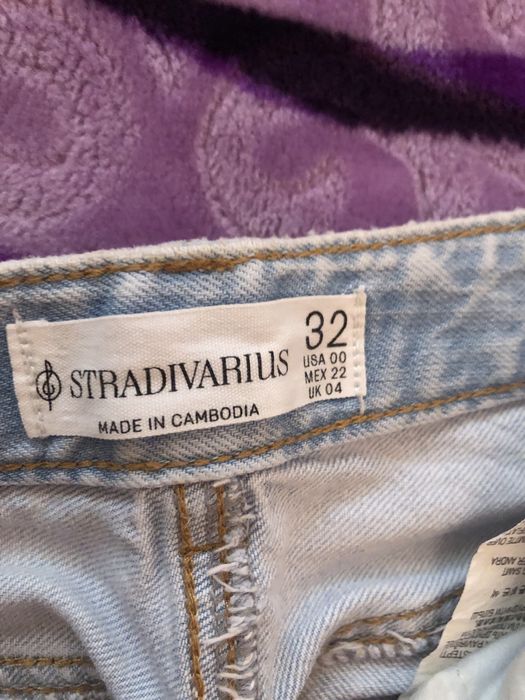 STRADIVARIUS
MADE IN CAMBODIA
32
USA 00
MEX 22
UK 04